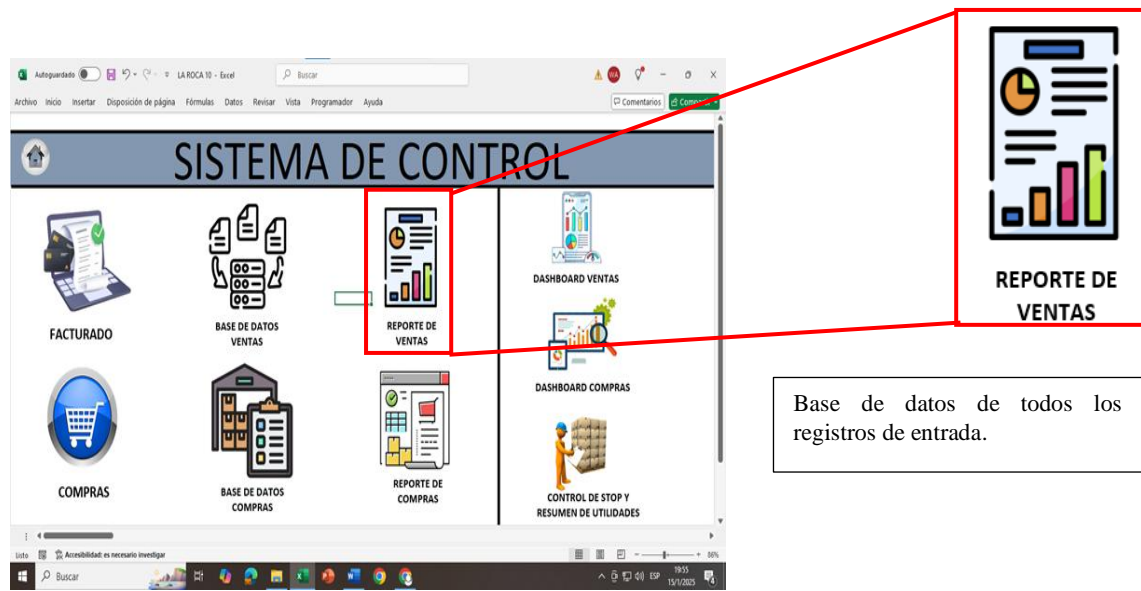 Autoguardado
LA ROCA 10 - Excel
Buscar
WA
Archivo Inicio Insertar Disposición de página Fórmulas Datos Revisar Vista Programador Ayuda
Comentarios
SISTEMA DE CONTROL
FACTURADO
BASE DE DATOS
VENTAS
REPORTE DE
VENTAS
DASHBOARD VENTAS
COMPRAS
BASE DE DATOS
COMPRAS
REPORTE DE
COMPRAS
DASHBOARD COMPRAS
CONTROL DE STOP Y
RESUMEN DE UTILIDADES
Listo
Accesibilidad: es necesario investigar
86%
Buscar
ESP
19:55
15/1/2025
REPORTE DE
VENTAS
Base de datos de todos los
registros de entrada.